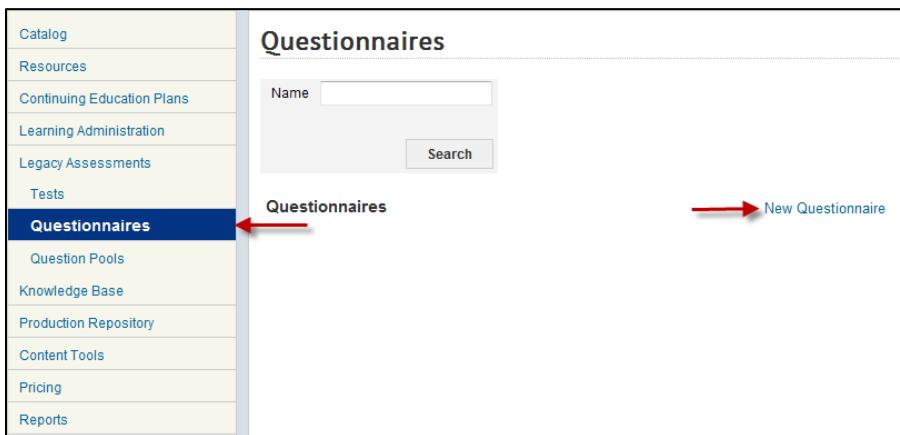 Catalog
Resources
Continuing Education Plans
Learning Administration
Legacy Assessments
Tests
Questionnaires
Question Pools
Knowledge Base
Production Repository
Content Tools
Pricing
Reports
Questionnaires
Name
Search
Questionnaires
New Questionnaire